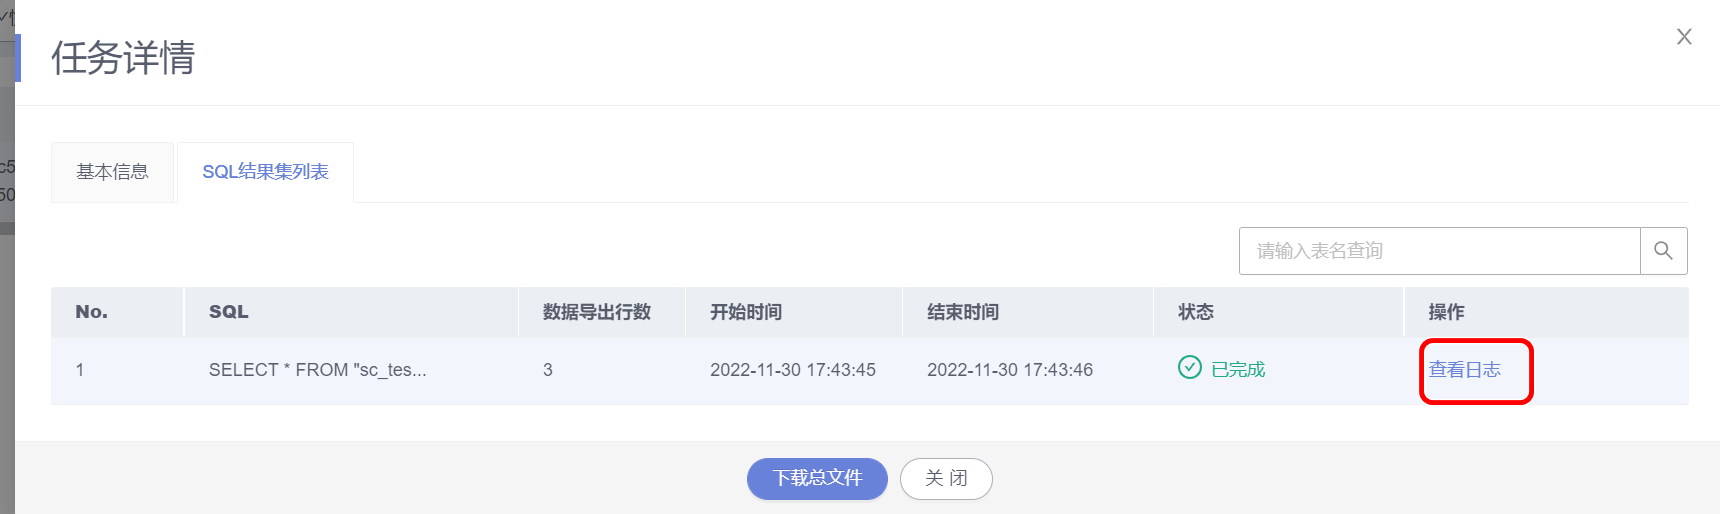 任务详情
c5
50
基本信息 SQL结果集列表
请输入表名查询
No. SQL 数据导出行数 开始时间 结束时间 状态 操作
1 SELECT * FROM "sc_tes... 3 2022-11-30 17:43:45 2022-11-30 17:43:46 已完成 查看日志
下载总文件 关 闭